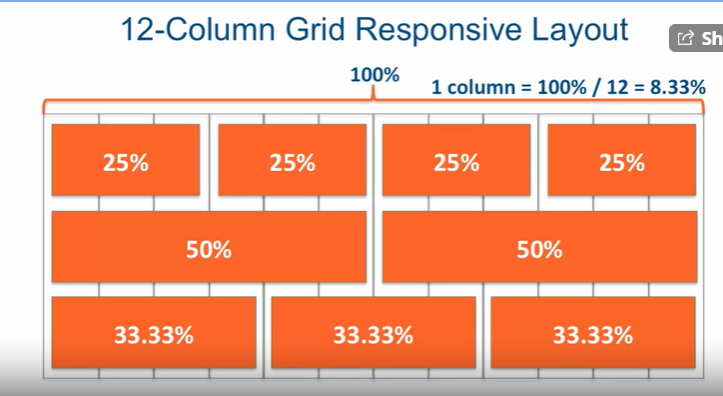 12-Column Grid Responsive Layout
Sh
100%
1 column = 100% / 12 = 8.33%
25% 25% 25% 25%
50% 50%
33.33% 33.33% 33.33%